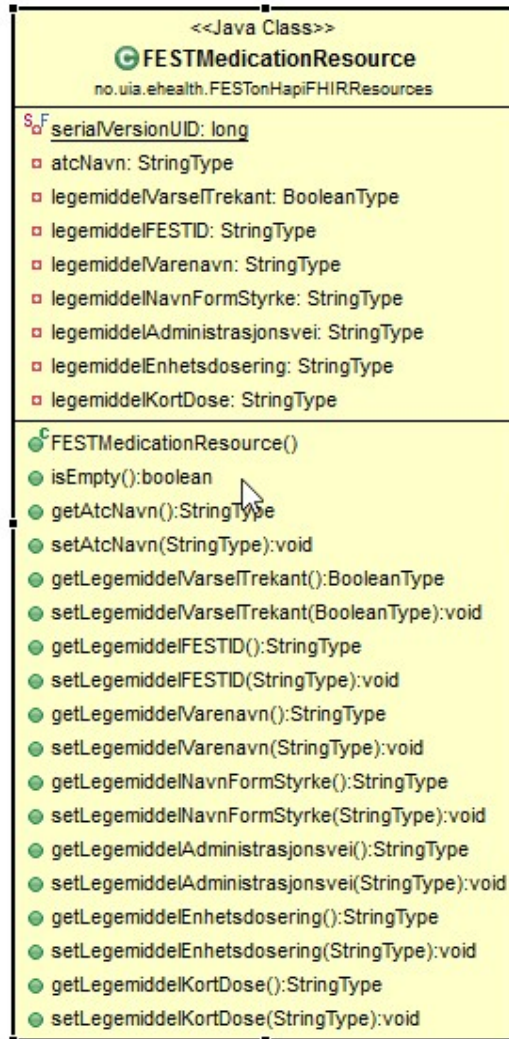 <<Java Class>>
FESTMedicationResource
no.uia.ehealth.FESTonHapiFHIRResources
serialVersionUID: long
atcNavn: StringType
legemiddelVarselTrekant: BooleanType
legemiddelFESTID: StringType
legemiddelVarenavn: StringType
legemiddelNavnFormStyrke: StringType
legemiddelAdministrasjonsvei: StringType
legemiddelEnhetsdosering: StringType
legemiddelKortDose: StringType
FESTMedicationResource()
isEmpty():boolean
getAtcNavn():StringType
setAtcNavn(StringType):void
getLegemiddelVarselTrekant():BooleanType
setLegemiddelVarselTrekant(BooleanType):void
getLegemiddelFESTID():StringType
setLegemiddelFESTID(StringType):void
getLegemiddelVarenavn():StringType
setLegemiddelVarenavn(StringType):void
getLegemiddelNavnFormStyrke():StringType
setLegemiddelNavnFormStyrke(StringType):void
getLegemiddelAdministrasjonsvei():StringType
setLegemiddelAdministrasjonsvei(StringType):void
getLegemiddelEnhetsdosering():StringType
setLegemiddelEnhetsdosering(StringType):void
getLegemiddelKortDose():StringType
setLegemiddelKortDose(StringType):void